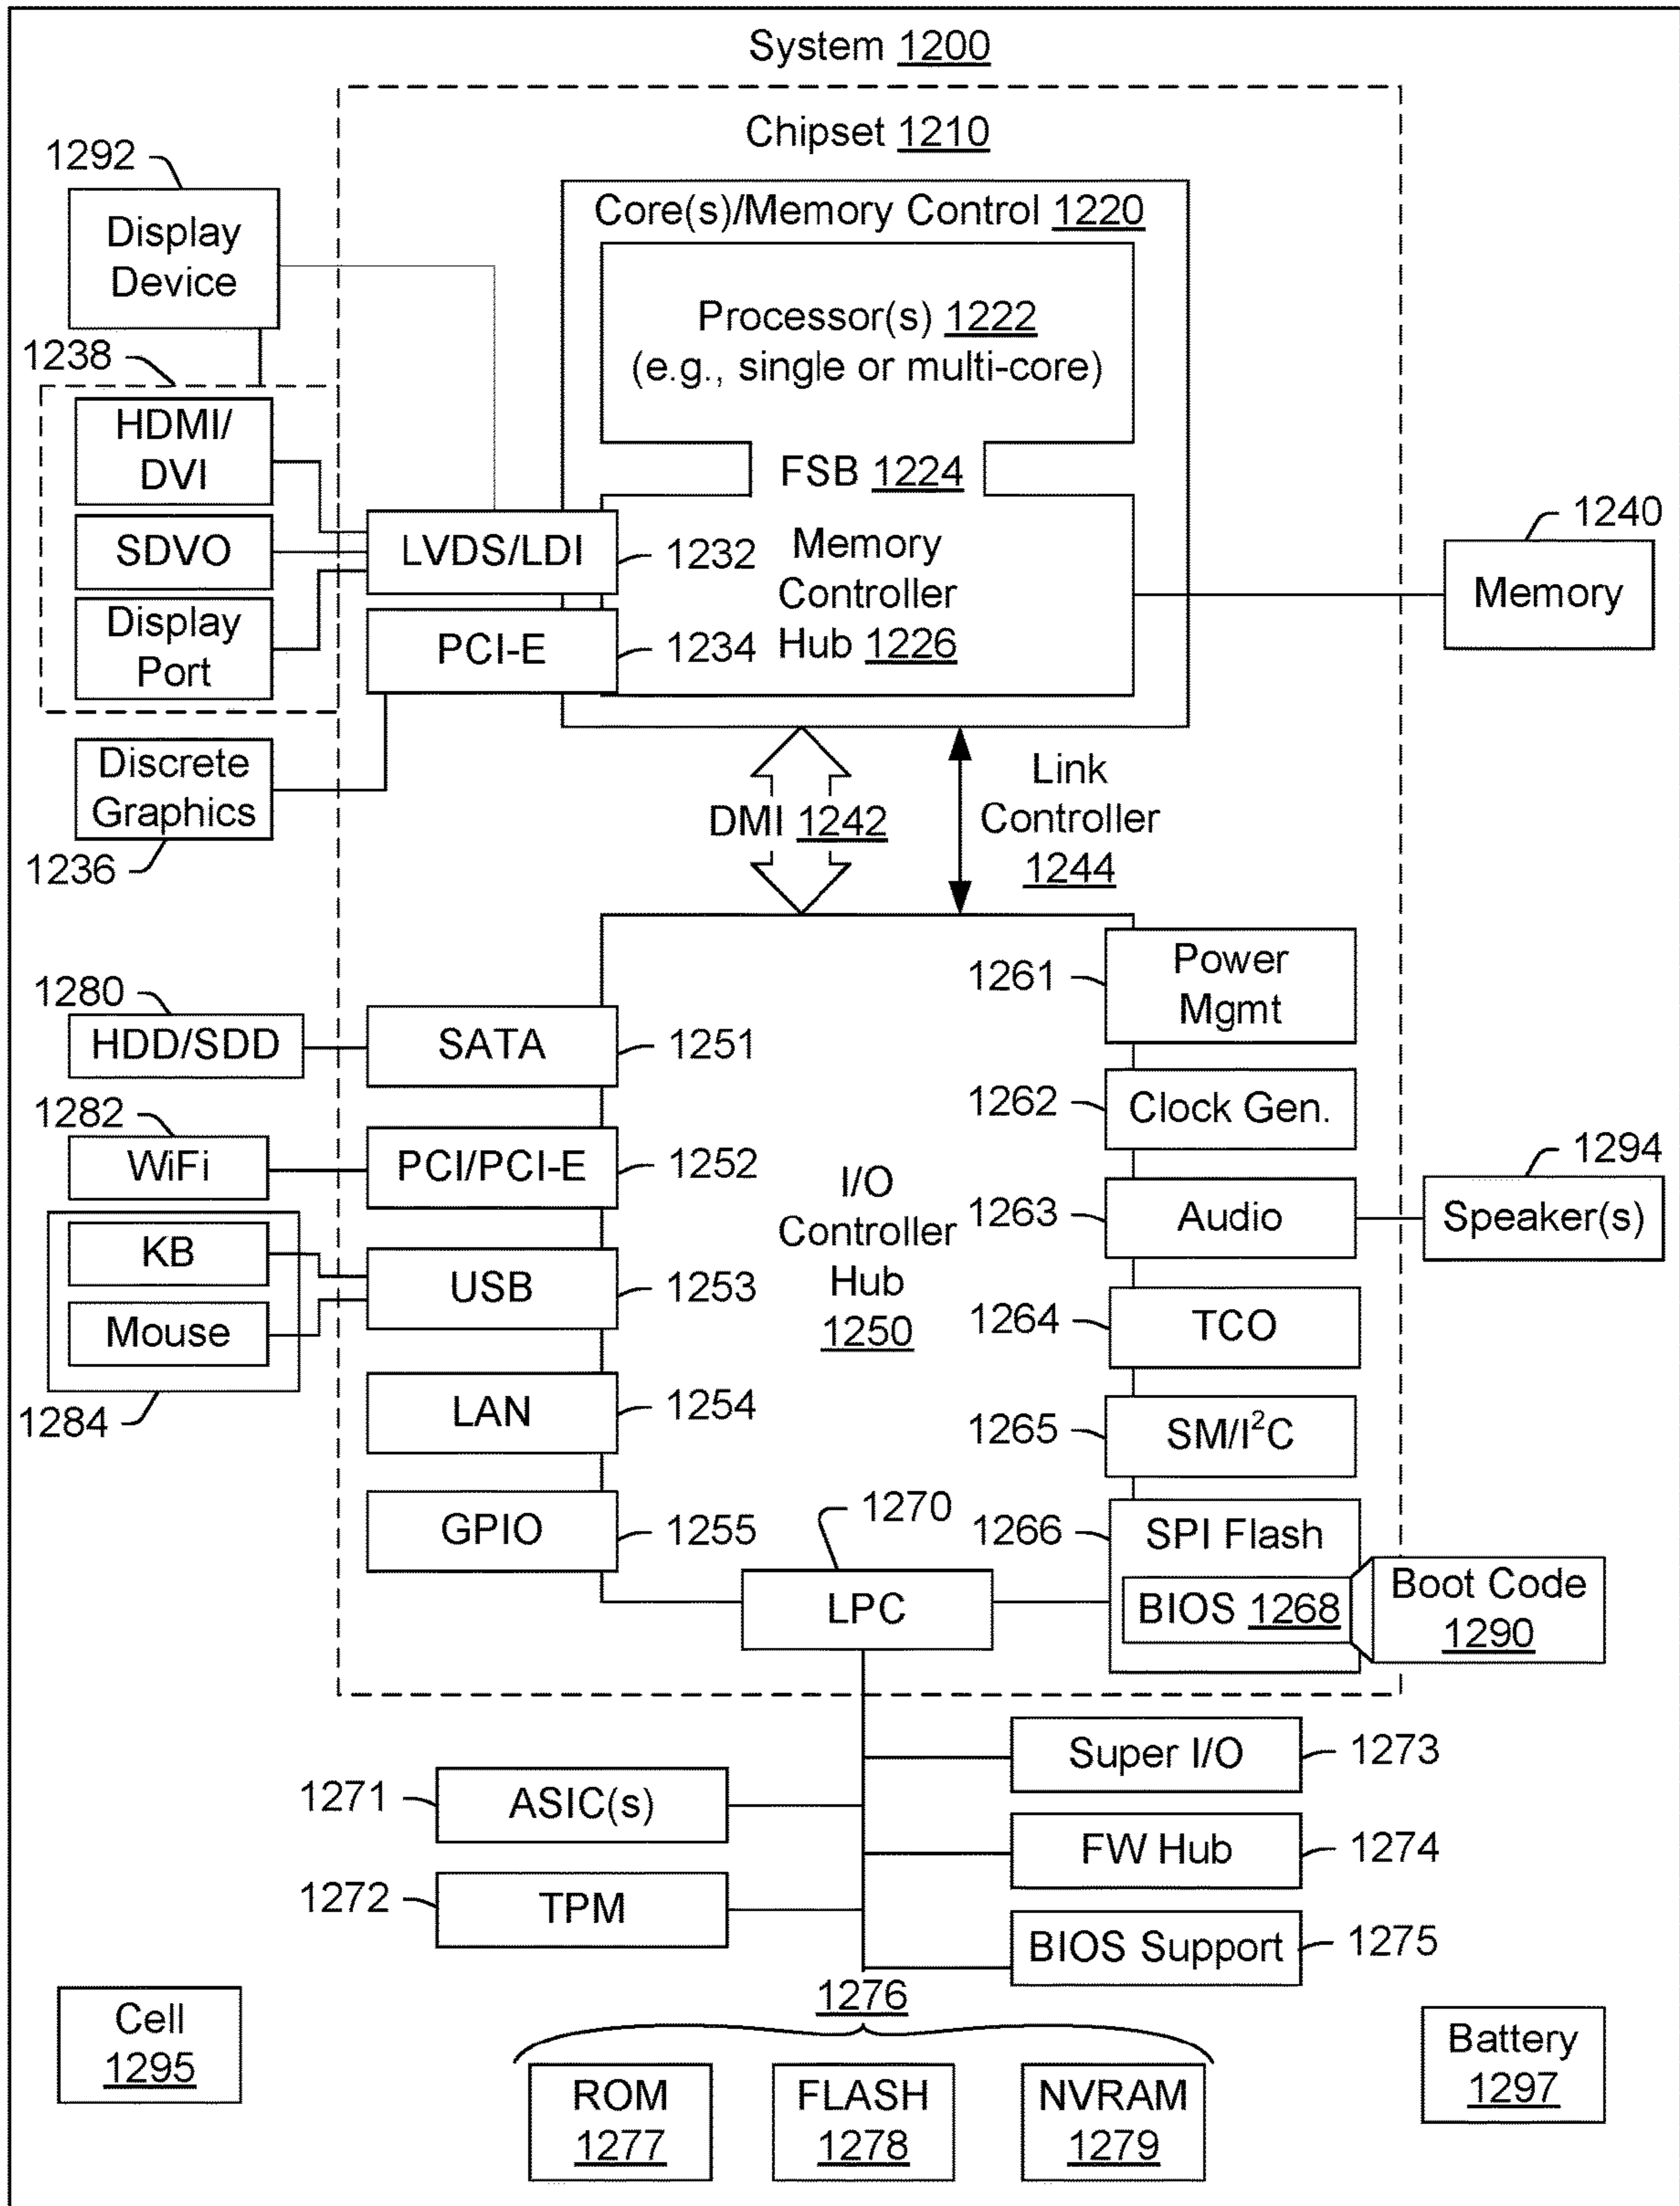 System 1200
Chipset 1210
1292
Display
Device
Core(s)/Memory Control 1220
Processor(s) 1222
(e.g., single or multi-core)
FSB 1224
Memory
Controller
Hub 1226
1238
HDMI/
DVI
SDVO
Display
Port
LVDS/LDI
1232
PCI-E
1234
1240
Memory
Discrete
Graphics
1236
DMI 1242
Link
Controller
1244
1280
HDD/SDD
SATA
1251
1282
WiFi
PCI/PCI-E
1252
KB
Mouse
1284
USB
1253
LAN
1254
GPIO
1255
I/O
Controller
Hub
1250
1261
Power
Mgmt
1262
Clock Gen.
1263
Audio
1294
Speaker(s)
1264
TCO
1265
SM/I²C
1266
SPI Flash
BIOS 1268
Boot Code
1290
1270
LPC
1271
ASIC(s)
1272
TPM
Super I/O
1273
FW Hub
1274
BIOS Support
1275
1276
Cell
1295
ROM
1277
FLASH
1278
NVRAM
1279
Battery
1297